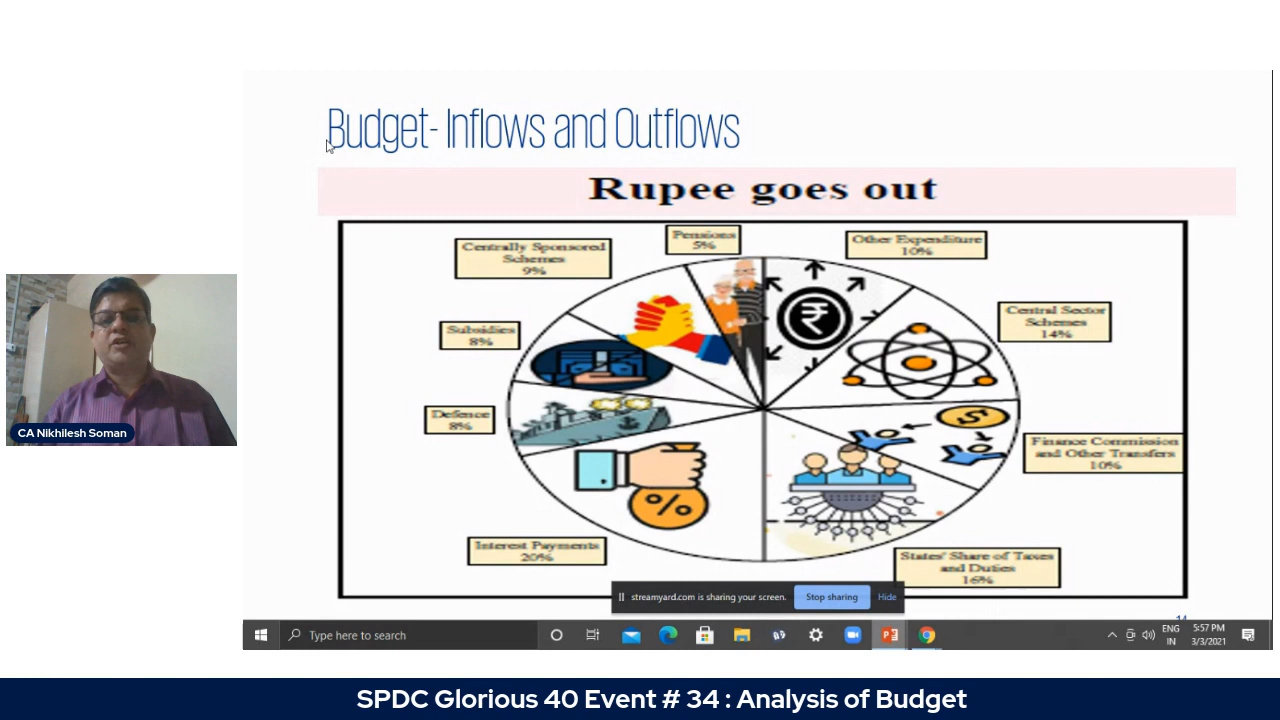 Budget- Inflows and Outflows
Rupee goes out
Pensions
5%
Other Expenditure
10%
Centrally Sponsored
Schemes
9%
Central Sector
Schemes
14%
Subsidies
8%
Defence
8%
Finance Commission
and Other Transfers
10%
Interest Payments
20%
States' Share of Taxes
and Duties
16%
CA Nikhilesh Soman
streamyard.com is sharing your screen.
Stop sharing
Hide
14
Type here to search
ENG
IN
5:57 PM
3/3/2021
SPDC Glorious 40 Event # 34 : Analysis of Budget